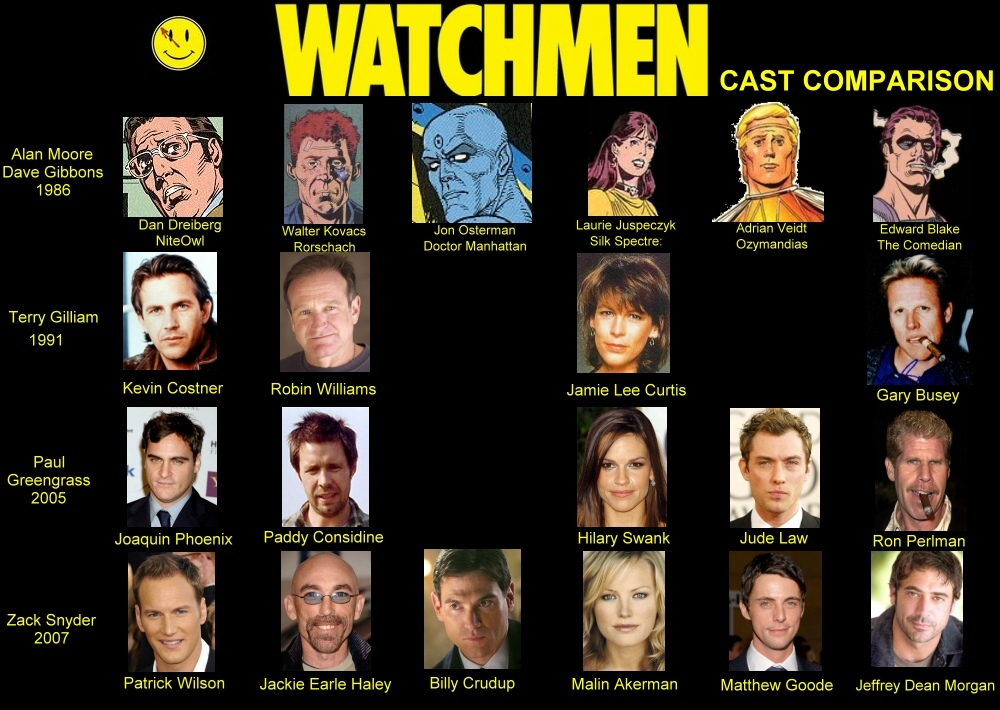 WATCHMEN
CAST COMPARISON
Alan Moore
Dave Gibbons
1986
Dan Dreiberg
NiteOwl
Walter Kovacs
Rorschach
Jon Osterman
Doctor Manhattan
Laurie Juspeczyk
Silk Spectre:
Adrian Veidt
Ozymandias
Edward Blake
The Comedian
Terry Gilliam
1991
Kevin Costner
Robin Williams
Jamie Lee Curtis
Gary Busey
Paul
Greengrass
2005
Joaquin Phoenix
Paddy Considine
Hilary Swank
Jude Law
Ron Perlman
Zack Snyder
2007
Patrick Wilson
Jackie Earle Haley
Billy Crudup
Malin Akerman
Matthew Goode
Jeffrey Dean Morgan